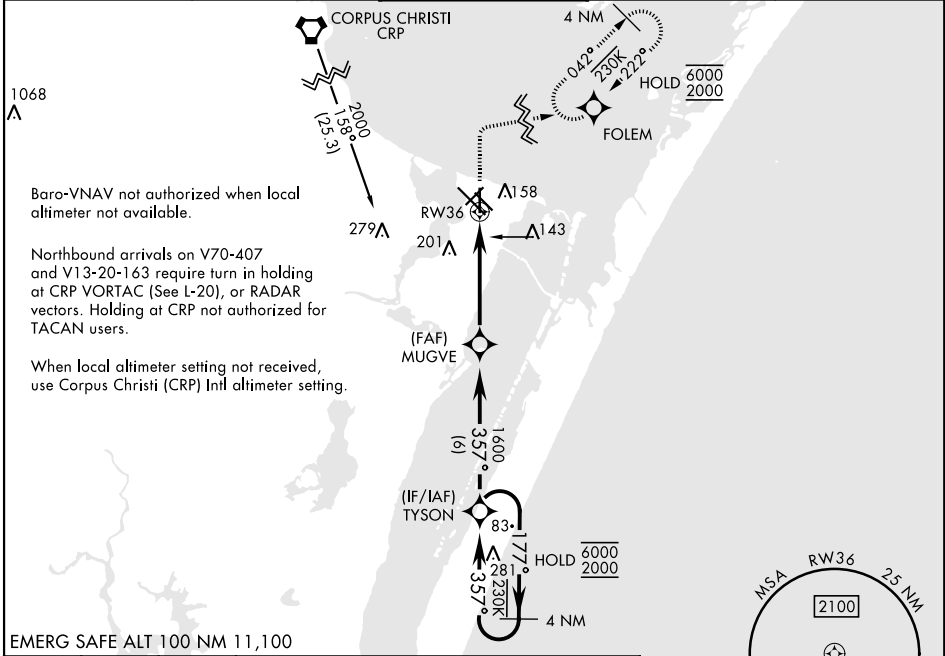 CORPUS CHRISTI
CRP
4 NM
042°
230K
222°
HOLD 6000
2000
FOLEM
1068
2000
158°
(25.3)
Baro-VNAV not authorized when local
altimeter not available.
RW36
158
279
201
143
Northbound arrivals on V70-407
and V13-20-163 require turn in holding
at CRP VORTAC (See L-20), or RADAR
vectors. Holding at CRP not authorized for
TACAN users.
(FAF)
MUGVE
When local altimeter setting not received,
use Corpus Christi (CRP) Intl altimeter setting.
1600
357°
(6)
(IF/IAF)
TYSON
83
177°
HOLD 6000
2000
281
357°
230K
4 NM
MSA RW36 25 NM
2100
EMERG SAFE ALT 100 NM 11,100